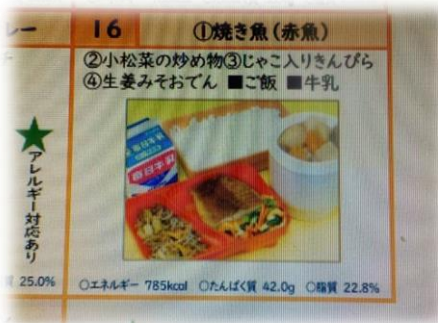 レー
16
①焼き魚(赤魚)
②小松菜の炒め物③じゃこ入りきんぴら
④生姜みそおでん ■ご飯 ■牛乳
★アレルギー対応あり
質 25.0%
○エネルギー 785kcal ○たんぱく質 42.0g ○脂質 22.8%